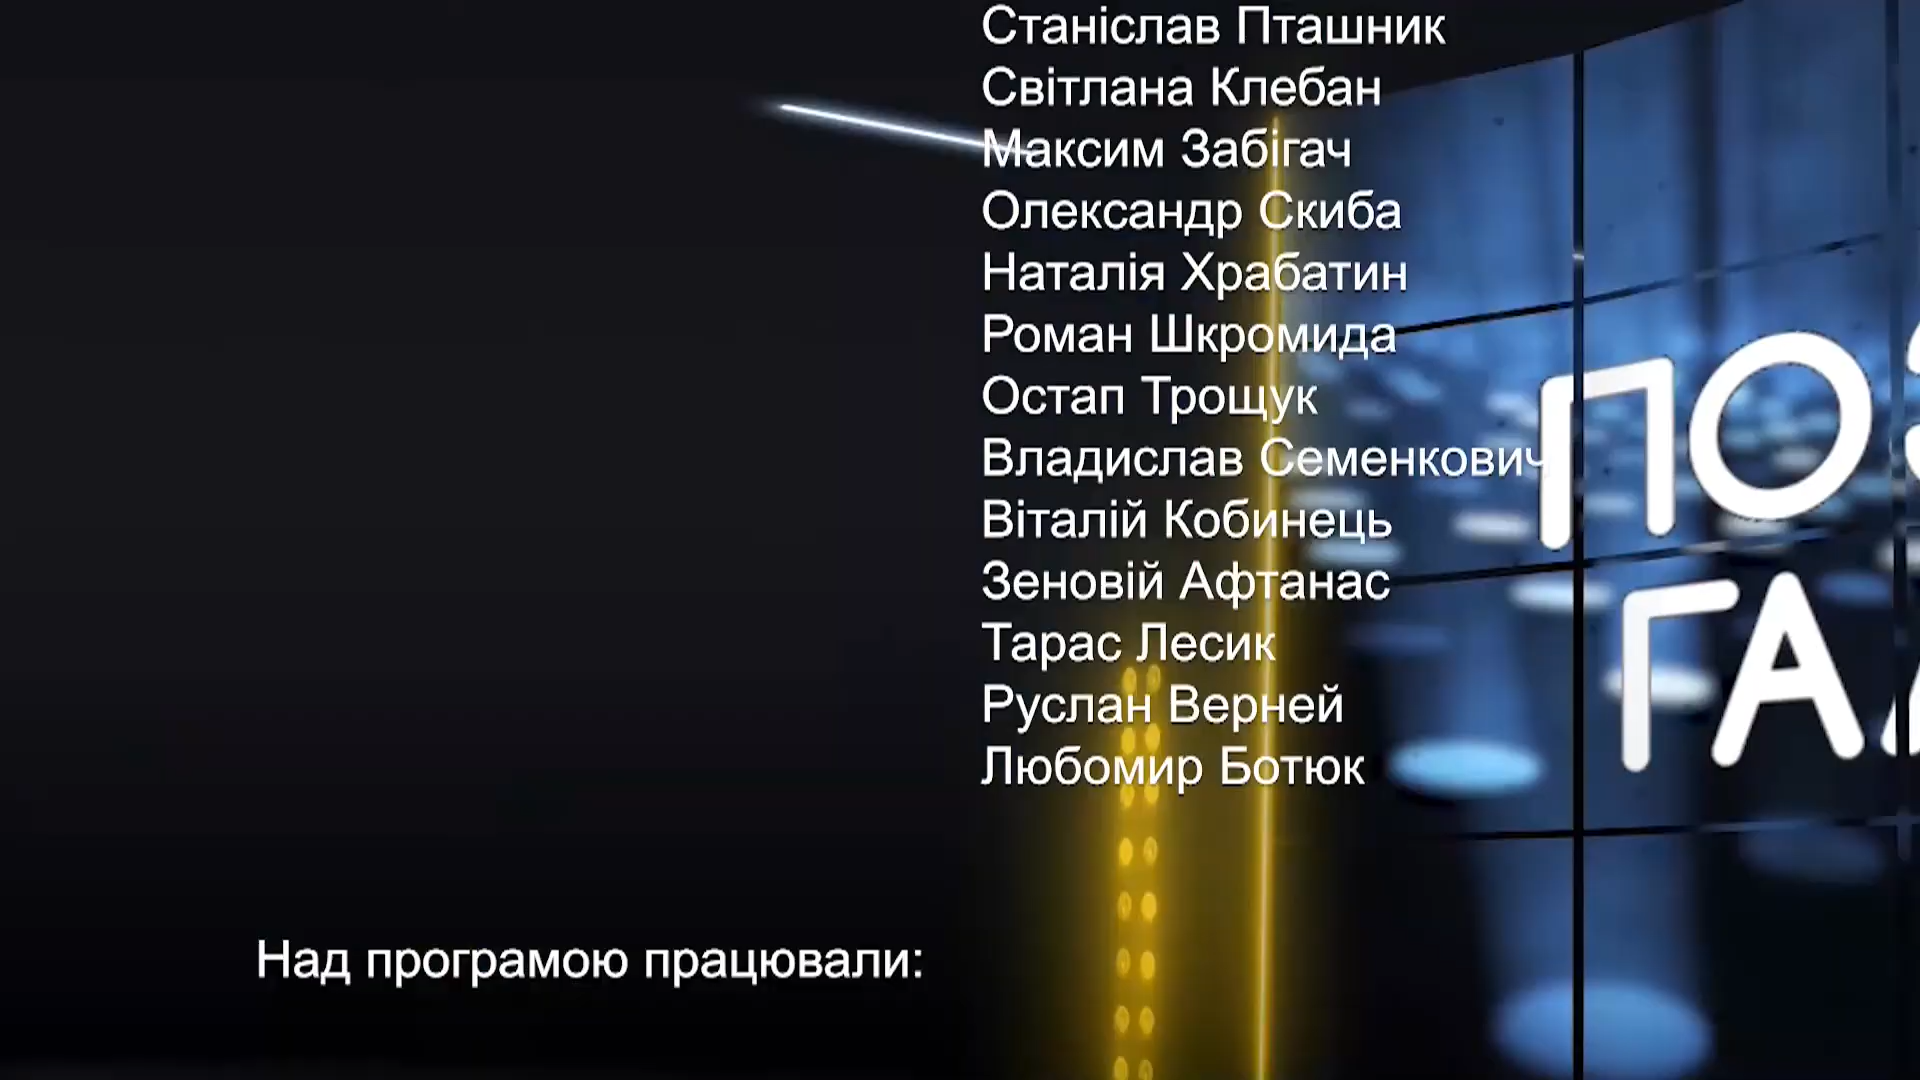 Станіслав Пташник
Світлана Клебан
Максим Забігач
Олександр Скиба
Наталія Храбатин
Роман Шкромида
Остап Трощук
Владислав Семенкович
Віталій Кобинець
Зеновій Афтанас
Тарас Лесик
Руслан Верней
Любомир Ботюк
Над програмою працювали: